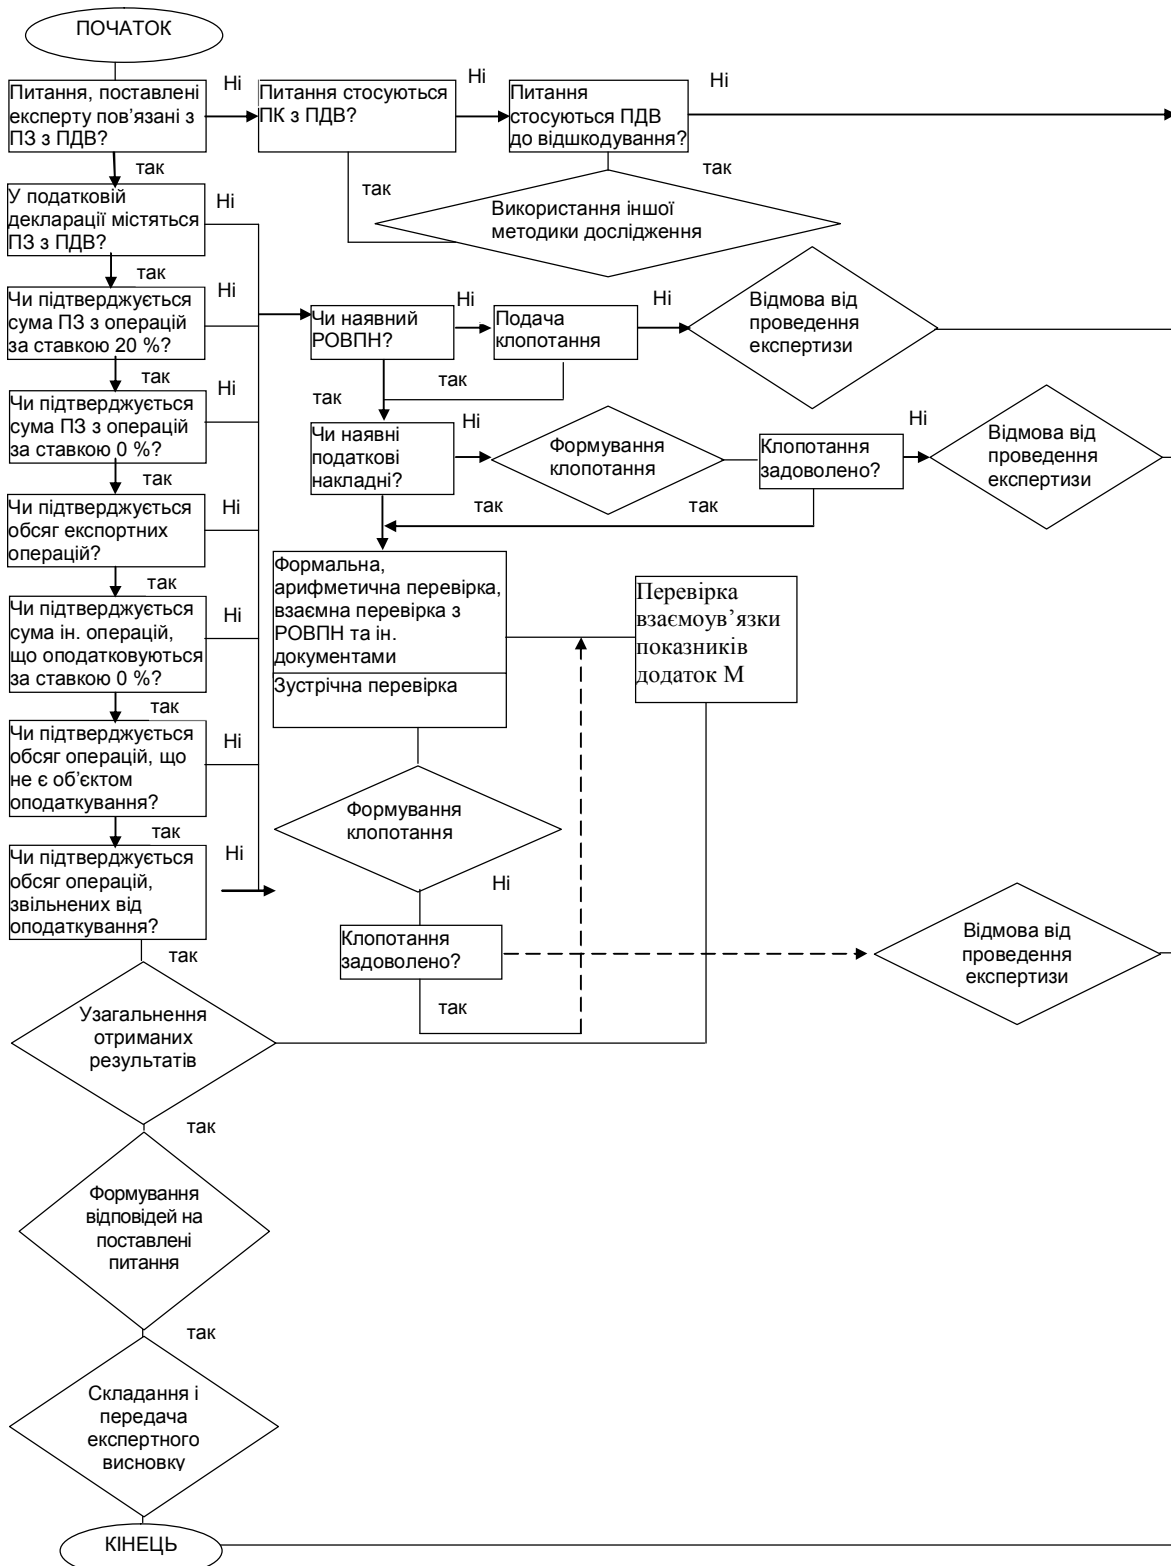 ПОЧАТОК
Ні
Ні
Ні
Питання, поставлені
експерту пов’язані з
ПЗ з ПДВ?
Питання стосуються
ПК з ПДВ?
Питання
стосуються ПДВ
до відшкодування?
так
так
так
У податковій
декларації містяться
ПЗ з ПДВ?
Ні
Використання іншої
методики дослідження
так
Чи підтверджується
сума ПЗ з операцій
за ставкою 20 %?
Ні
Чи наявний
РОВПН?
Ні
Подача
клопотання
Ні
Відмова від
проведення
експертизи
так
так
так
Чи підтверджується
сума ПЗ з операцій
за ставкою 0 %?
Ні
Чи наявні
податкові
накладні?
Ні
Формування
клопотання
Клопотання
задоволено?
Ні
Відмова від
проведення
експертизи
так
так
так
Чи підтверджується
обсяг експортних
операцій?
Ні
Формальна,
арифметична перевірка,
взаємна перевірка з
РОВПН та ін.
документами
Зустрічна перевірка
Перевірка
взаємоув’язки
показників
додаток М
так
Чи підтверджується
сума ін. операцій,
що оподатковуються
за ставкою 0 %?
Ні
так
Чи підтверджується
обсяг операцій, що
не є об’єктом
оподаткування?
Ні
Формування
клопотання
так
Чи підтверджується
обсяг операцій,
звільнених від
оподаткування?
Ні
Ні
Клопотання
задоволено?
Відмова від
проведення
експертизи
так
так
Узагальнення
отриманих
результатів
так
Формування
відповідей на
поставлені
питання
так
Складання і
передача
експертного
висновку
КІНЕЦЬ